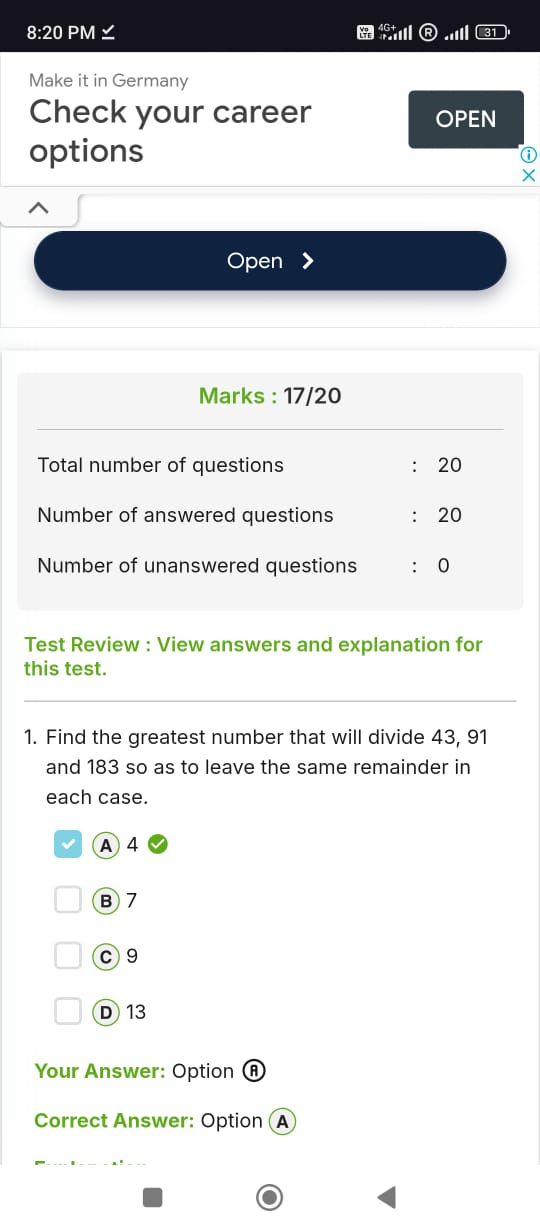 8:20 PM
Vo LTE 4G+ R 31
Make it in Germany
Check your career
options
OPEN
Open
Marks : 17/20
Total number of questions : 20
Number of answered questions : 20
Number of unanswered questions : 0
Test Review : View answers and explanation for
this test.
1. Find the greatest number that will divide 43, 91
and 183 so as to leave the same remainder in
each case.
A 4
B 7
C 9
D 13
Your Answer: Option A
Correct Answer: Option A